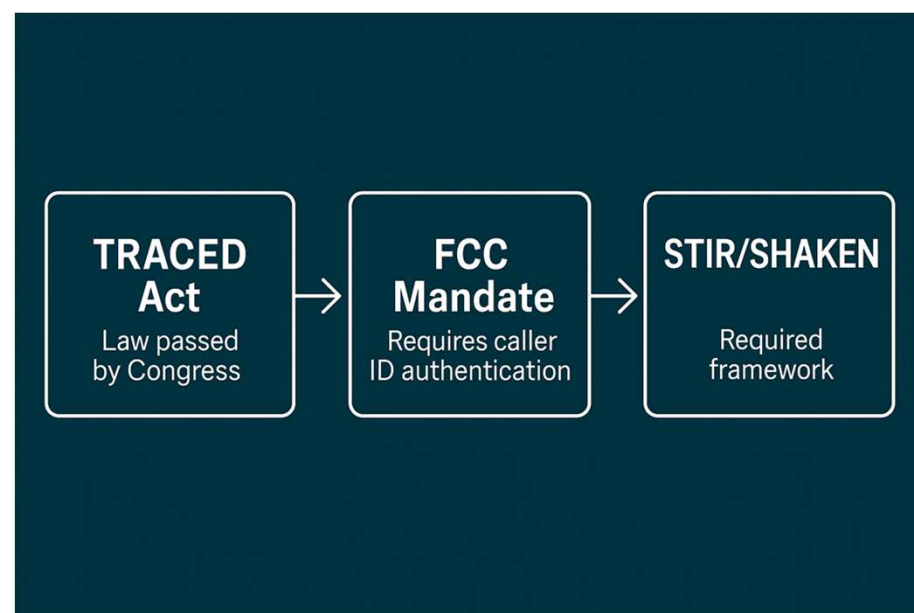 TRACED
Act
Law passed
by Congress
FCC
Mandate
Requires caller
ID authentication
STIR/SHAKEN
Required
framework